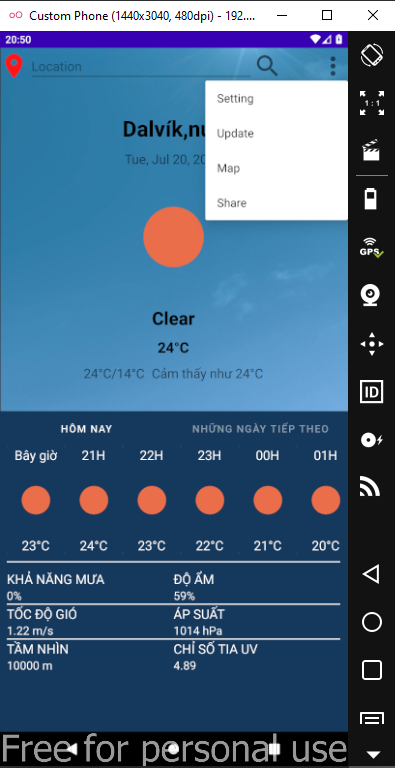 Custom Phone (1440x3040, 480dpi) - 192....
20:50
Location
Setting
Update
Map
Share
Dalvík,nu
Tue, Jul 20, 20
Clear
24°C
24°C/14°C Cảm thấy như 24°C
HÔM NAY NHỮNG NGÀY TIẾP THEO
Bây giờ 21H 22H 23H 00H 01H
23°C 24°C 23°C 22°C 21°C 20°C
KHẢ NĂNG MƯA ĐỘ ẨM
0% 59%
TỐC ĐỘ GIÓ ÁP SUẤT
1.22 m/s 1014 hPa
TẦM NHÌN CHỈ SỐ TIA UV
10000 m 4.89
Free for personal use
1:1
GPS
ID